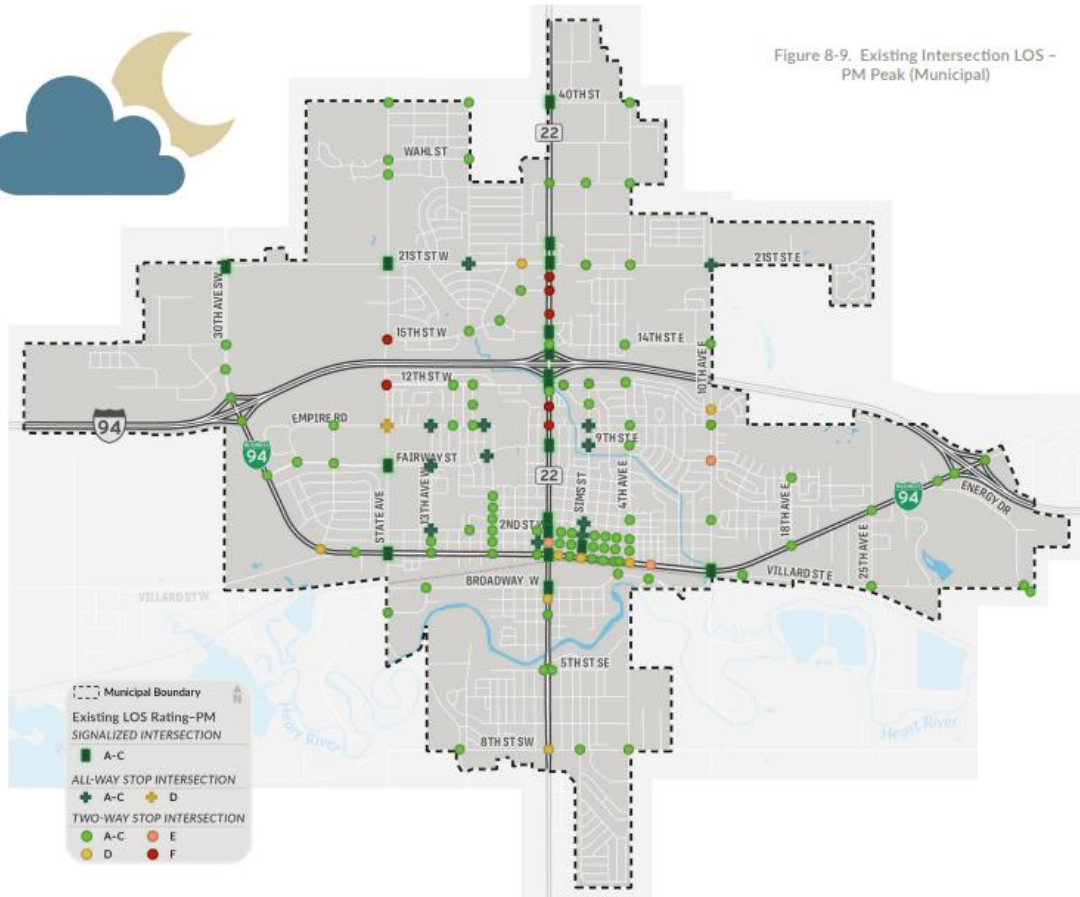 Figure 8-9. Existing Intersection LOS –
PM Peak (Municipal)
40TH ST
22
WAHL ST
21ST ST W
21ST ST E
30TH AVE SW
15TH ST W
14TH ST E
12TH ST W
10TH AVE E
94
EMPIRE RD
9TH ST E
BUSINESS
94
FAIRWAY ST
22
SIMS ST
4TH AVE E
STATE AVE
13TH AVE W
2ND ST W
18TH AVE E
25TH AVE E
94
ENERGY DR
VILLARD ST E
BROADWAY W
VILLARD ST W
5TH ST SE
8TH ST SW
Heart River
Heart River
Municipal Boundary
N
Existing LOS Rating–PM
SIGNALIZED INTERSECTION
A–C
ALL-WAY STOP INTERSECTION
A–C D
TWO-WAY STOP INTERSECTION
A–C E
D F